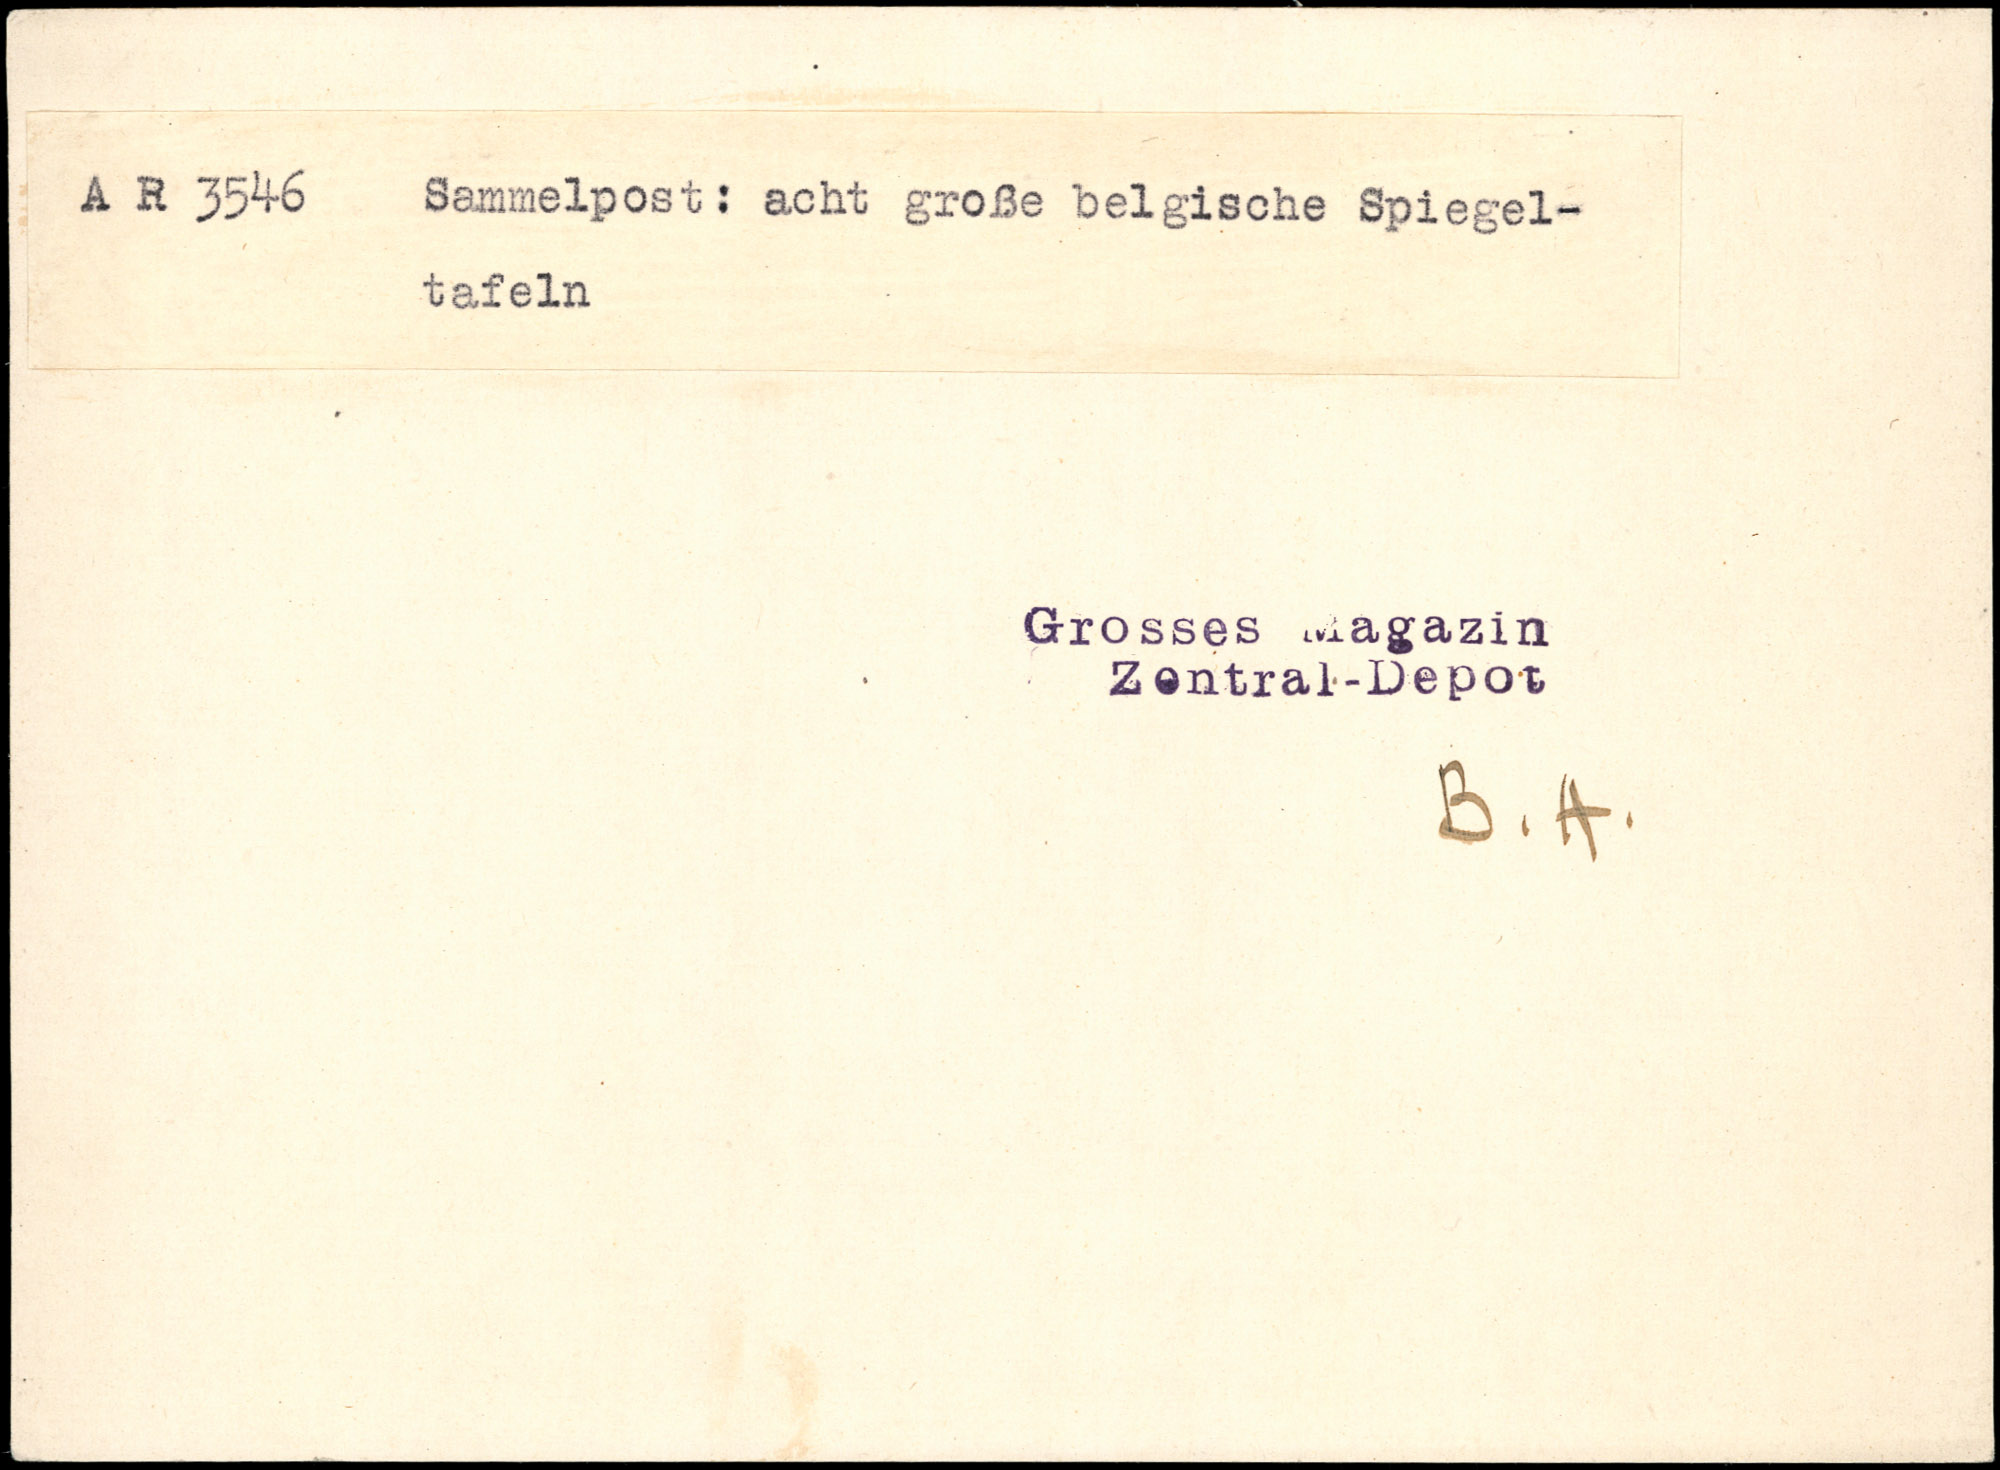 A R 3546 Sammelpost: acht große belgische Spiegel-
tafeln
Grosses Magazin
Zentral-Depot
B. A.